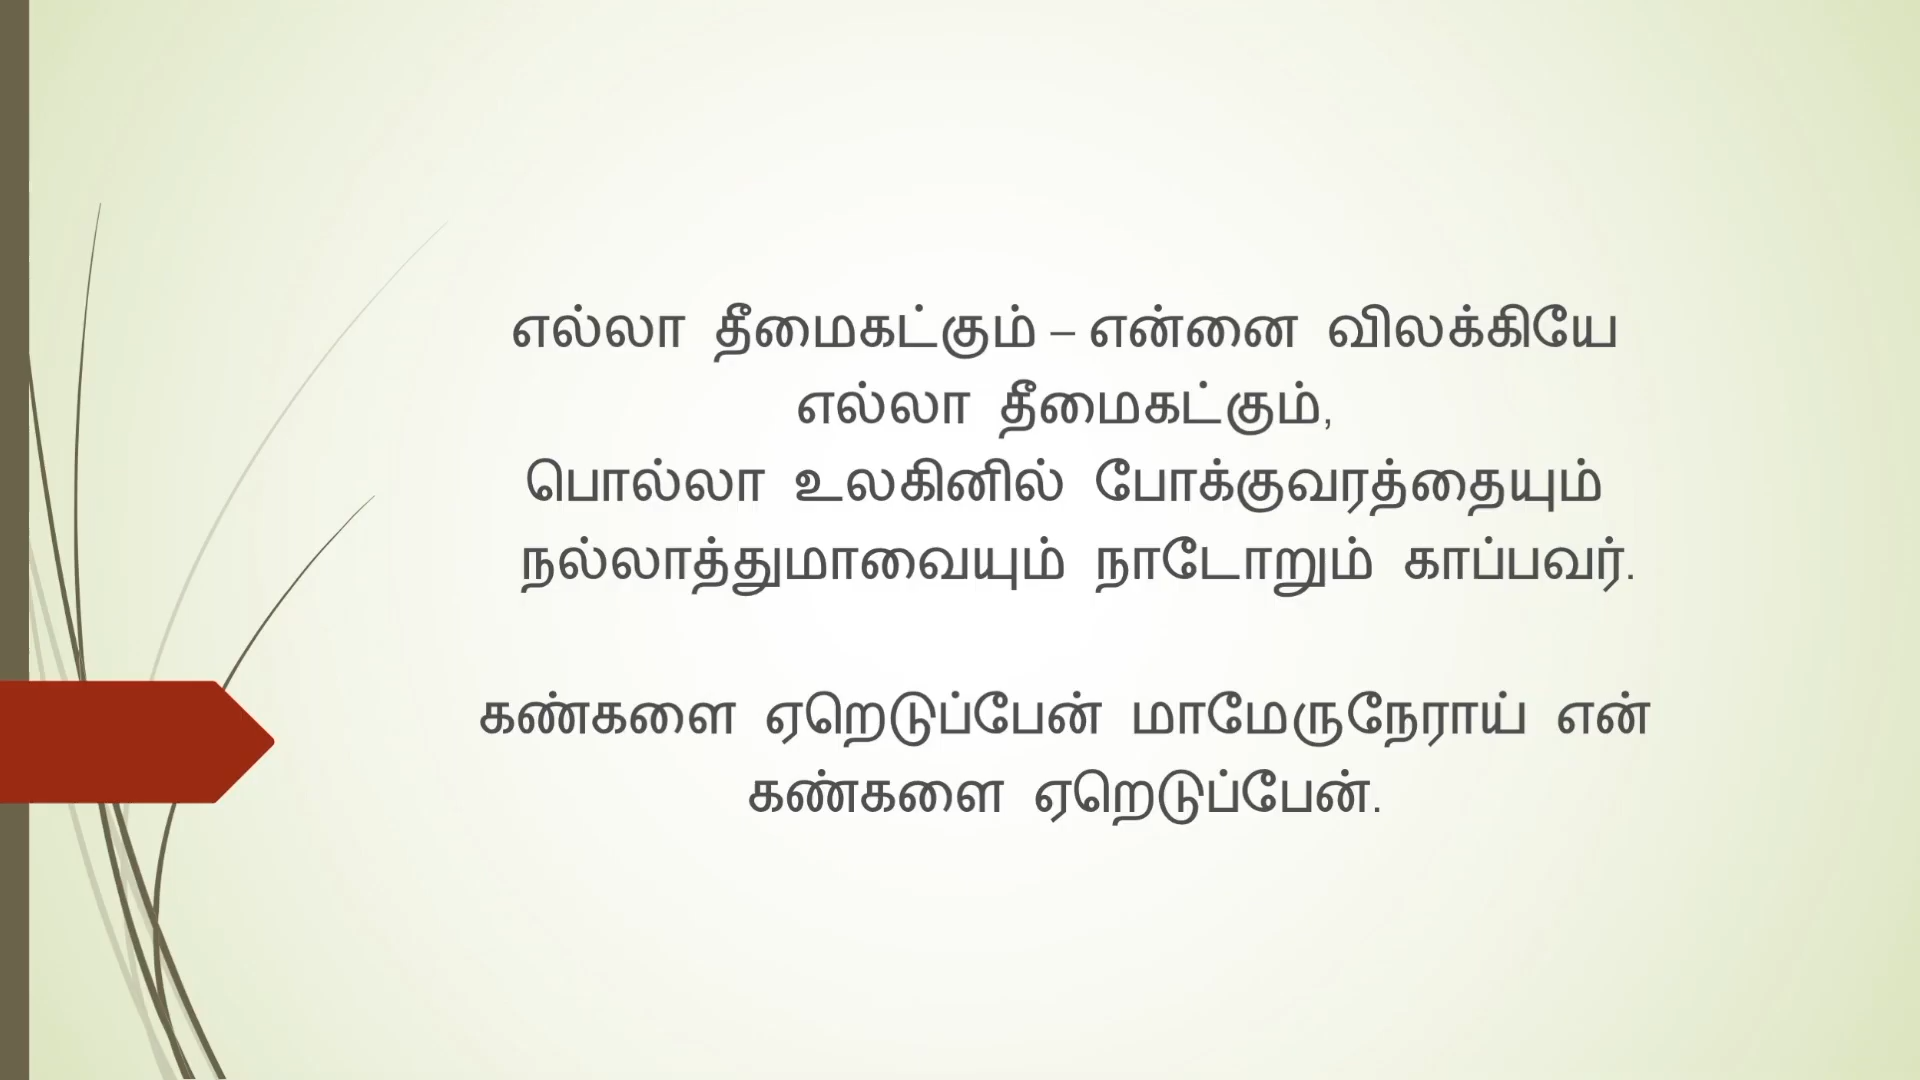 எல்லா தீமைகட்கும் – என்னை விலக்கியே
எல்லா தீமைகட்கும்,
பொல்லா உலகினில் போக்குவரத்தையும்
நல்லாத்துமாவையும் நாடோறும் காப்பவர்.
கண்களை ஏறெடுப்பேன் மாமேருநேராய் என்
கண்களை ஏறெடுப்பேன்.